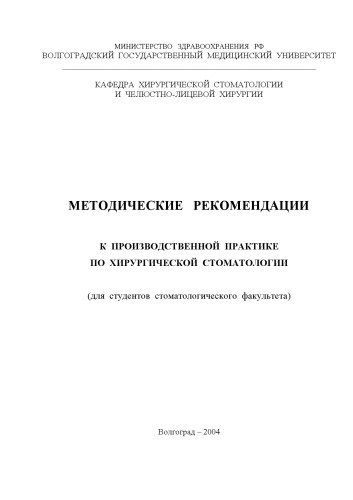 МИНИСТЕРСТВО ЗДРАВООХРАНЕНИЯ РФ
ВОЛГОГРАДСКИЙ ГОСУДАРСТВЕННЫЙ МЕДИЦИНСКИЙ УНИВЕРСИТЕТ
КАФЕДРА ХИРУРГИЧЕСКОЙ СТОМАТОЛОГИИ
И ЧЕЛЮСТНО-ЛИЦЕВОЙ ХИРУРГИИ
МЕТОДИЧЕСКИЕ РЕКОМЕНДАЦИИ
К ПРОИЗВОДСТВЕННОЙ ПРАКТИКЕ
ПО ХИРУРГИЧЕСКОЙ СТОМАТОЛОГИИ
(для студентов стоматологического факультета)
Волгоград – 2004